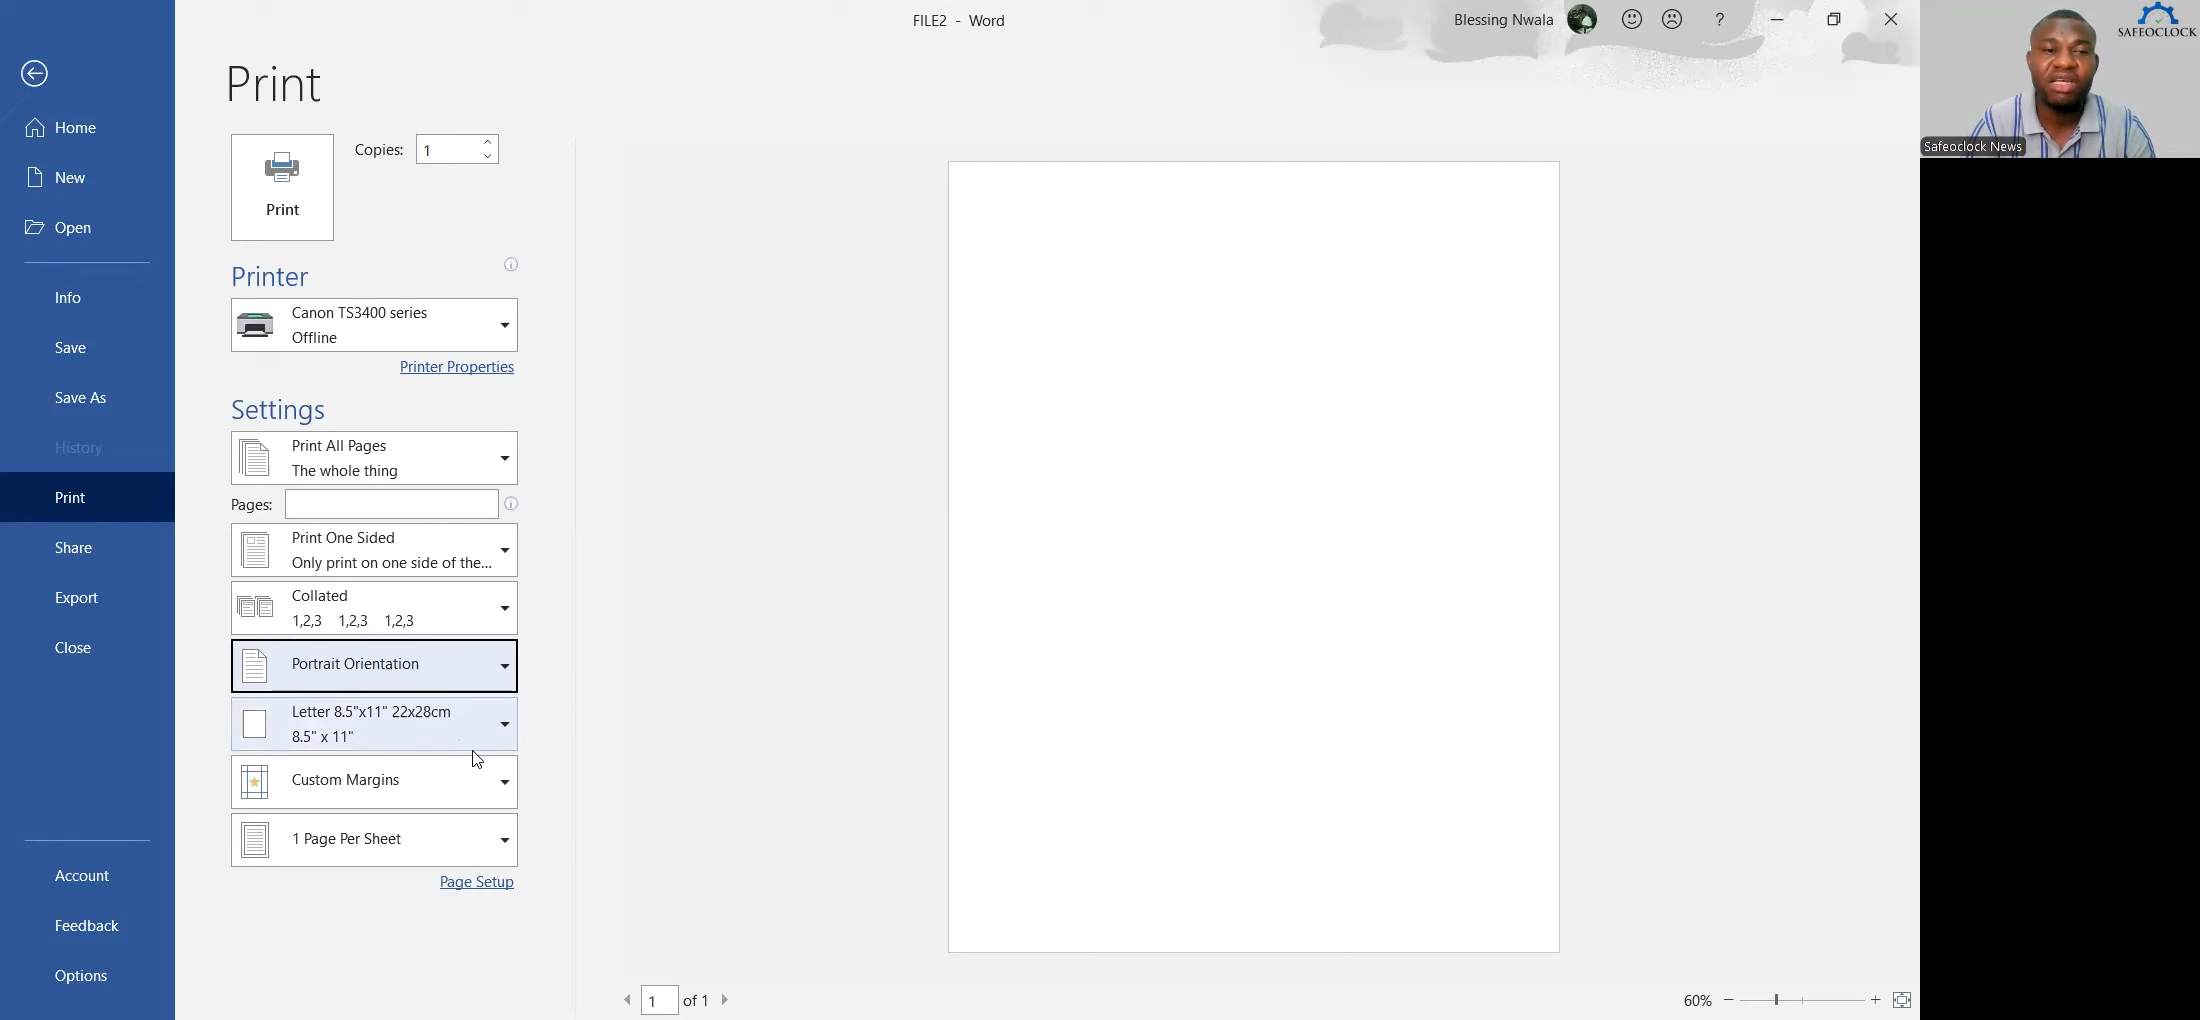 FILE2 - Word
Blessing Nwala
?
SAFEOCLOCK
Safeoclock News
Home
New
Open
Info
Save
Save As
History
Print
Share
Export
Close
Account
Feedback
Options
Print
Print
Copies: 1
Printer
Canon TS3400 series
Offline
Printer Properties
Settings
Print All Pages
The whole thing
Pages:
Print One Sided
Only print on one side of the...
Collated
1,2,3 1,2,3 1,2,3
Portrait Orientation
Letter 8.5"x11" 22x28cm
8.5" x 11"
Custom Margins
1 Page Per Sheet
Page Setup
1 of 1
60%